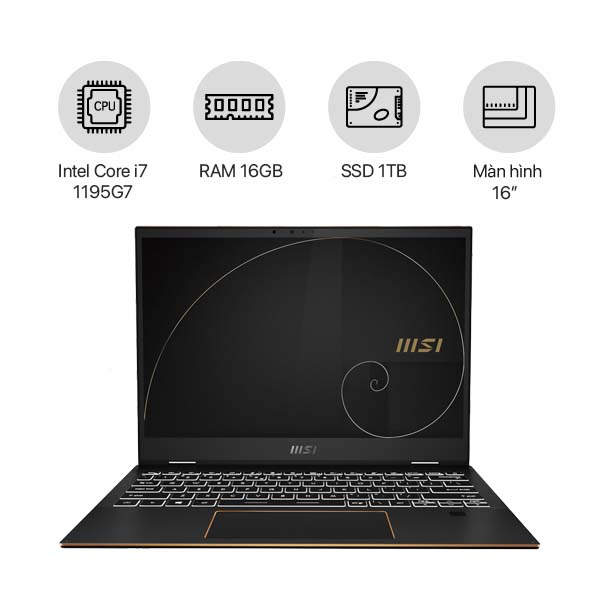 CPU
Intel Core i7
1195G7
RAM 16GB
SSD 1TB
Màn hình
16”
msi
msi